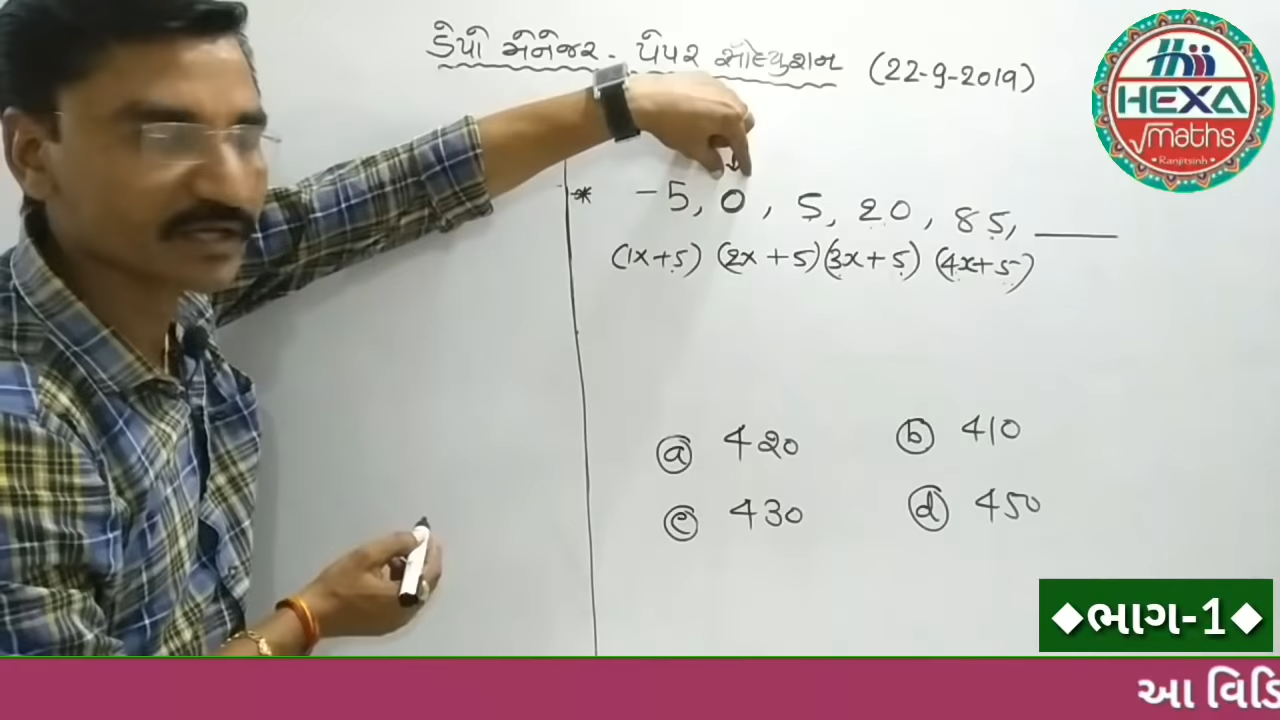 ડેપો મેનેજર - પેપર સૉલ્યુશન (22-9-2019)
HEXA
√maths
Ranjitsinh
* -5, 0, 5, 20, 85, ____
(1x+5) (2x+5) (3x+5) (4x+5)
ⓐ 420 ⓑ 410
ⓒ 430 ⓓ 450
◆ભાગ-1◆
આ વિડિ